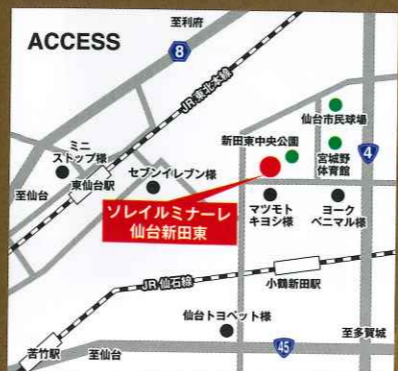 ACCESS
至利府
8
JR 東北本線
仙台市民球場
ミニ
ストップ様
新田東中央公園
宮城野
体育館
4
東仙台駅
セブンイレブン様
至仙台
ソレイルミナーレ
仙台新田東
マツモト
キヨシ様
ヨーク
ベニマル様
JR 仙石線
小鶴新田駅
仙台トヨペット様
至多賀城
苦竹駅
至仙台
45